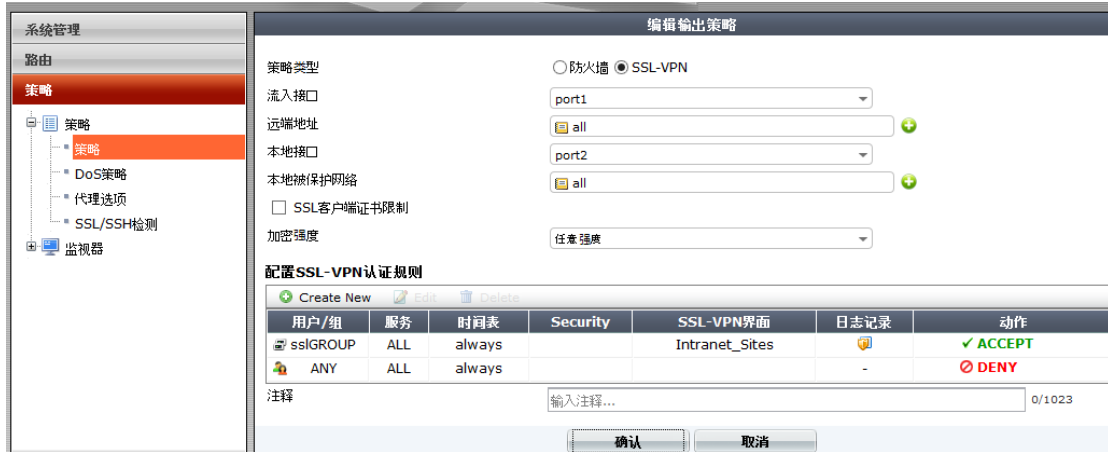 系统管理
路由
策略
策略
策略
DoS策略
代理选项
SSL/SSH检测
监视器
编辑输出策略
策略类型 防火墙 SSL-VPN
流入接口 port1
远端地址 all
本地接口 port2
本地被保护网络 all
SSL客户端证书限制
加密强度 任意强度
配置SSL-VPN认证规则
Create New Edit Delete
用户/组 服务 时间表 Security SSL-VPN界面 日志记录 动作
sslGROUP ALL always Intranet_Sites ACCEPT
ANY ALL always - DENY
注释 输入注释... 0/1023
确认 取消